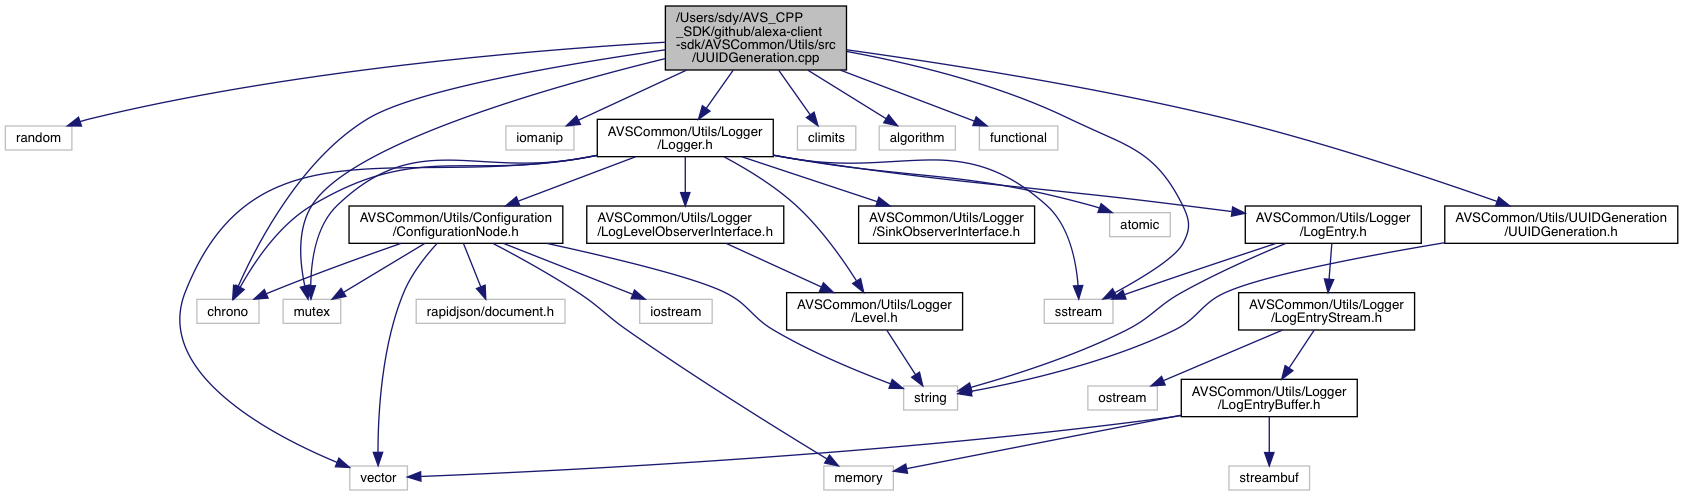 /Users/sdy/AVS_CPP
_SDK/github/alexa-client
-sdk/AVSCommon/Utils/src
/UUIDGeneration.cpp
random
iomanip
AVSCommon/Utils/Logger
/Logger.h
climits
algorithm
functional
AVSCommon/Utils/Configuration
/ConfigurationNode.h
AVSCommon/Utils/Logger
/LogLevelObserverInterface.h
AVSCommon/Utils/Logger
/SinkObserverInterface.h
atomic
AVSCommon/Utils/Logger
/LogEntry.h
AVSCommon/Utils/UUIDGeneration
/UUIDGeneration.h
chrono
mutex
rapidjson/document.h
iostream
AVSCommon/Utils/Logger
/Level.h
sstream
AVSCommon/Utils/Logger
/LogEntryStream.h
string
ostream
AVSCommon/Utils/Logger
/LogEntryBuffer.h
vector
memory
streambuf